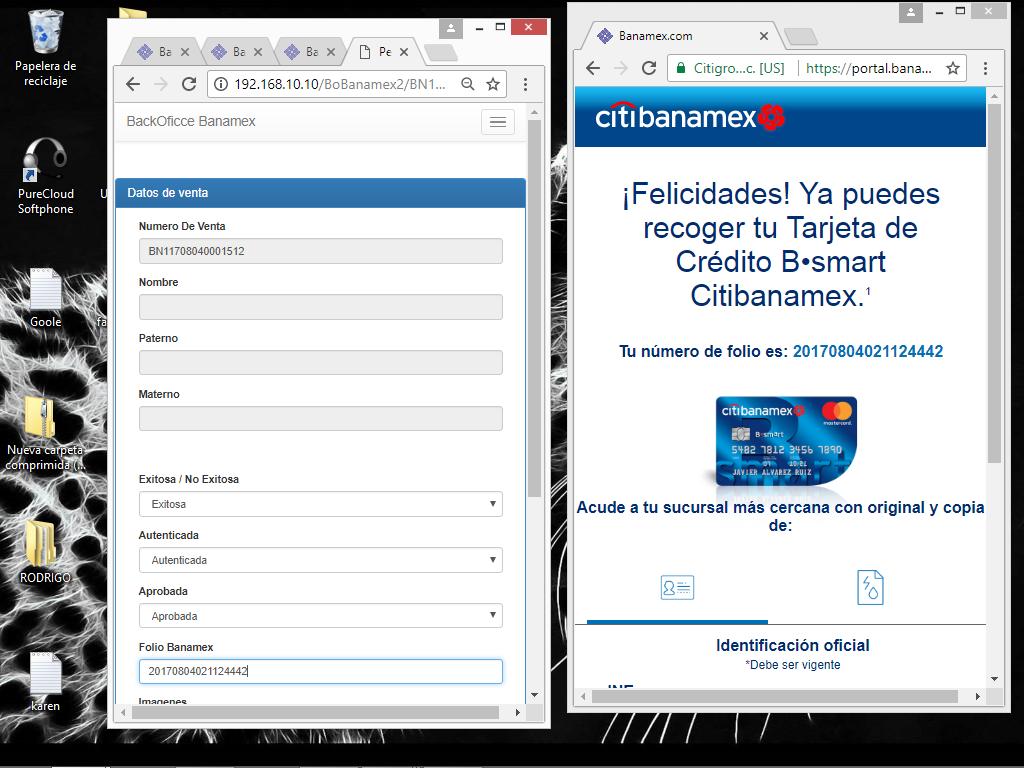 Papelera de
reciclaje
PureCloud
Softphone
Goole
Nueva carpeta
comprimida (...
RODRIGO
karen
Ba
Ba
Ba
Pe
192.168.10.10/BoBanamex2/BN1...
BackOficce Banamex
Datos de venta
Numero De Venta
BN11708040001512
Nombre
Paterno
Materno
Exitosa / No Exitosa
Exitosa
Autenticada
Autenticada
Aprobada
Aprobada
Folio Banamex
20170804021124442
Imagenes
Banamex.com
Citigro...c. [US]
https://portal.bana...
citibanamex
¡Felicidades! Ya puedes
recoger tu Tarjeta de
Crédito B•smart
Citibanamex.1
Tu número de folio es: 20170804021124442
citibanamex
mastercard.
B•smart
5482 7812 3456 7890
JAVIER ALVAREZ RUIZ
Acude a tu sucursal más cercana con original y copia
de:
Identificación oficial
*Debe ser vigente
INE